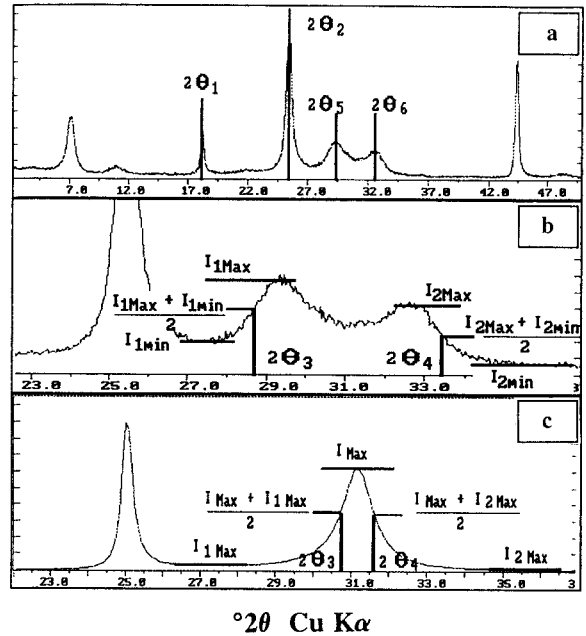 a
2Θ2
2Θ1
2Θ5 2Θ6
7.0 12.0 17.0 22.0 27.0 32.0 37.0 42.0 47.0
b
I1Max
I1Max + I1min
2
I1min
2Θ3
I2Max
I2Max + I2min
2
2Θ4
I2min
23.0 25.0 27.0 29.0 31.0 33.0 3
c
IMax
IMax + I1Max
2
IMax + I2Max
2
I1Max
2Θ3
2Θ4
I2Max
23.0 25.0 27.0 29.0 31.0 33.0 35.0 3
°2θ Cu Kα